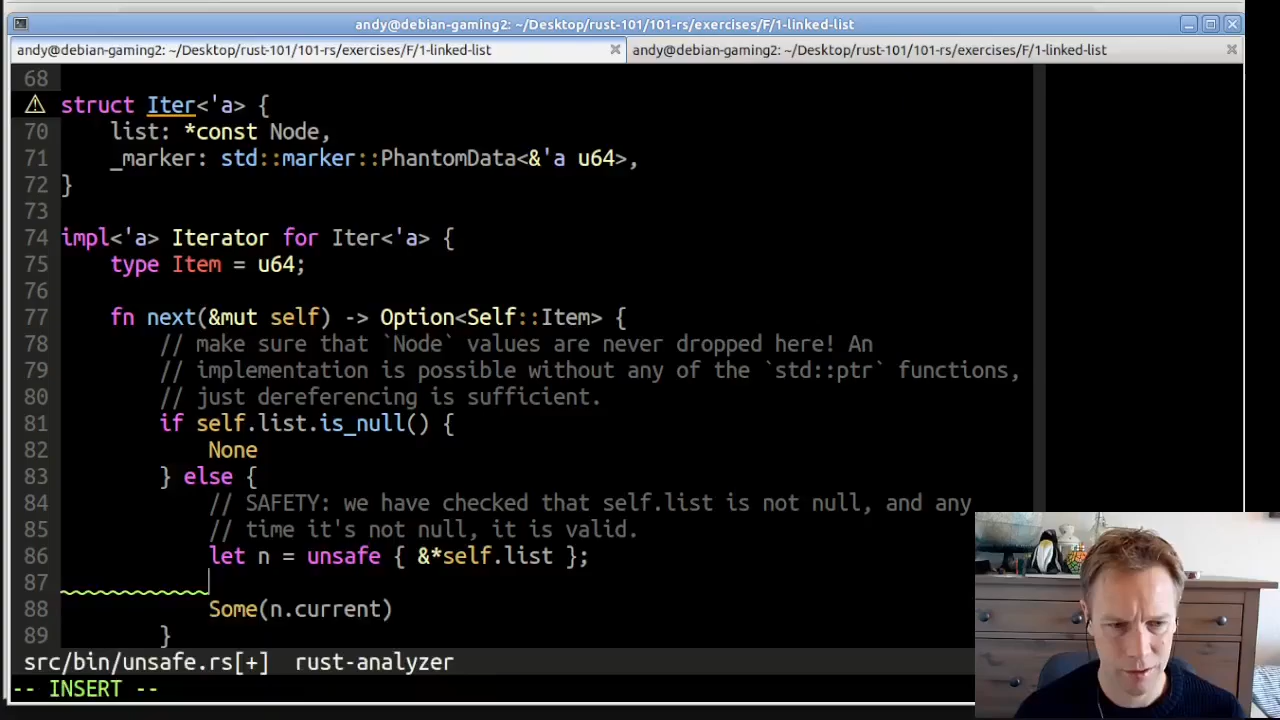 andy@debian-gaming2: ~/Desktop/rust-101/101-rs/exercises/F/1-linked-list
andy@debian-gaming2: ~/Desktop/rust-101/101-rs/exercises/F/1-linked-list
andy@debian-gaming2: ~/Desktop/rust-101/101-rs/exercises/F/1-linked-list
68
⚠ struct Iter<'a> {
70     list: *const Node,
71     _marker: std::marker::PhantomData<&'a u64>,
72 }
73
74 impl<'a> Iterator for Iter<'a> {
75     type Item = u64;
76
77     fn next(&mut self) -> Option<Self::Item> {
78         // make sure that `Node` values are never dropped here! An
79         // implementation is possible without any of the `std::ptr` functions,
80         // just dereferencing is sufficient.
81         if self.list.is_null() {
82             None
83         } else {
84             // SAFETY: we have checked that self.list is not null, and any
85             // time it's not null, it is valid.
86             let n = unsafe { &*self.list };
87
88             Some(n.current)
89         }
src/bin/unsafe.rs[+] rust-analyzer
-- INSERT --